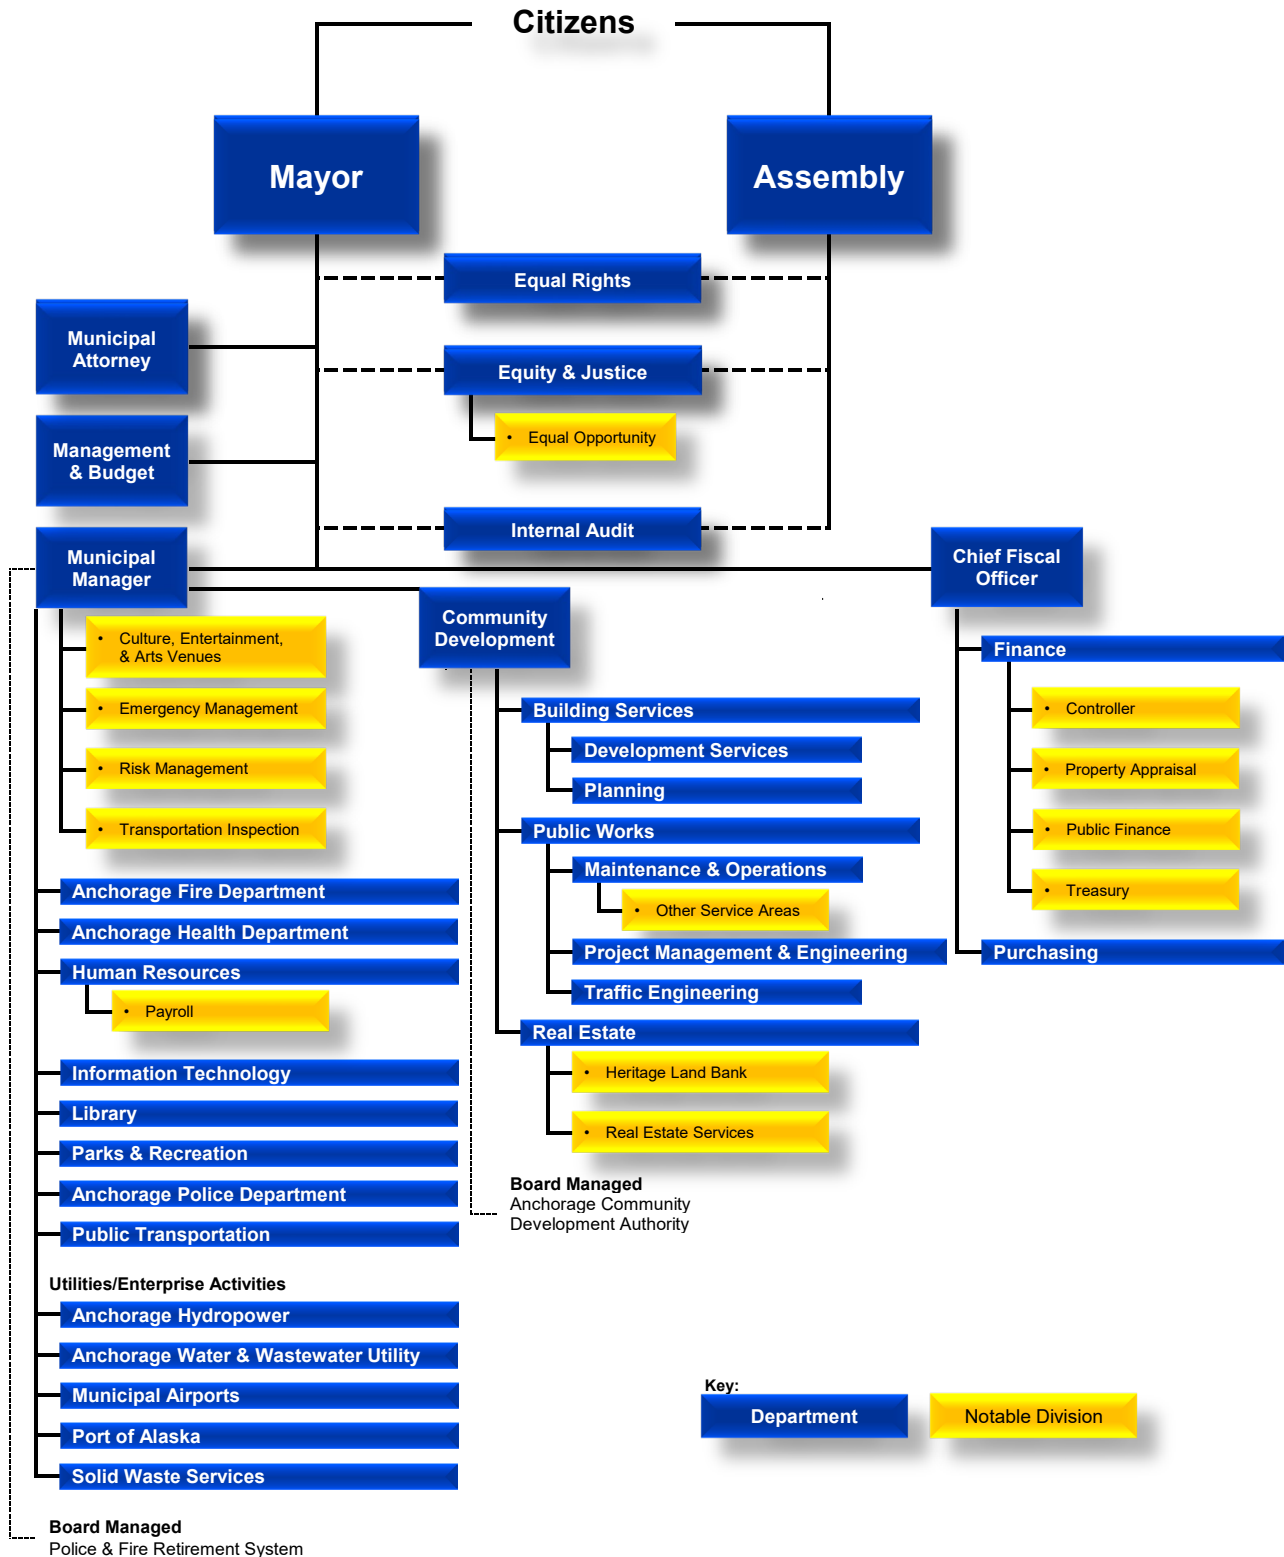 Citizens
Mayor
Assembly
Equal Rights
Municipal
Attorney
Equity & Justice
• Equal Opportunity
Management
& Budget
Internal Audit
Municipal
Manager
Chief Fiscal
Officer
Community
Development
• Culture, Entertainment,
& Arts Venues
• Emergency Management
• Risk Management
• Transportation Inspection
Anchorage Fire Department
Anchorage Health Department
Human Resources
• Payroll
Information Technology
Library
Parks & Recreation
Anchorage Police Department
Public Transportation
Utilities/Enterprise Activities
Anchorage Hydropower
Anchorage Water & Wastewater Utility
Municipal Airports
Port of Alaska
Solid Waste Services
Board Managed
Police & Fire Retirement System
Building Services
Development Services
Planning
Public Works
Maintenance & Operations
• Other Service Areas
Project Management & Engineering
Traffic Engineering
Real Estate
• Heritage Land Bank
• Real Estate Services
Board Managed
Anchorage Community
Development Authority
Finance
• Controller
• Property Appraisal
• Public Finance
• Treasury
Purchasing
Key:
Department
Notable Division